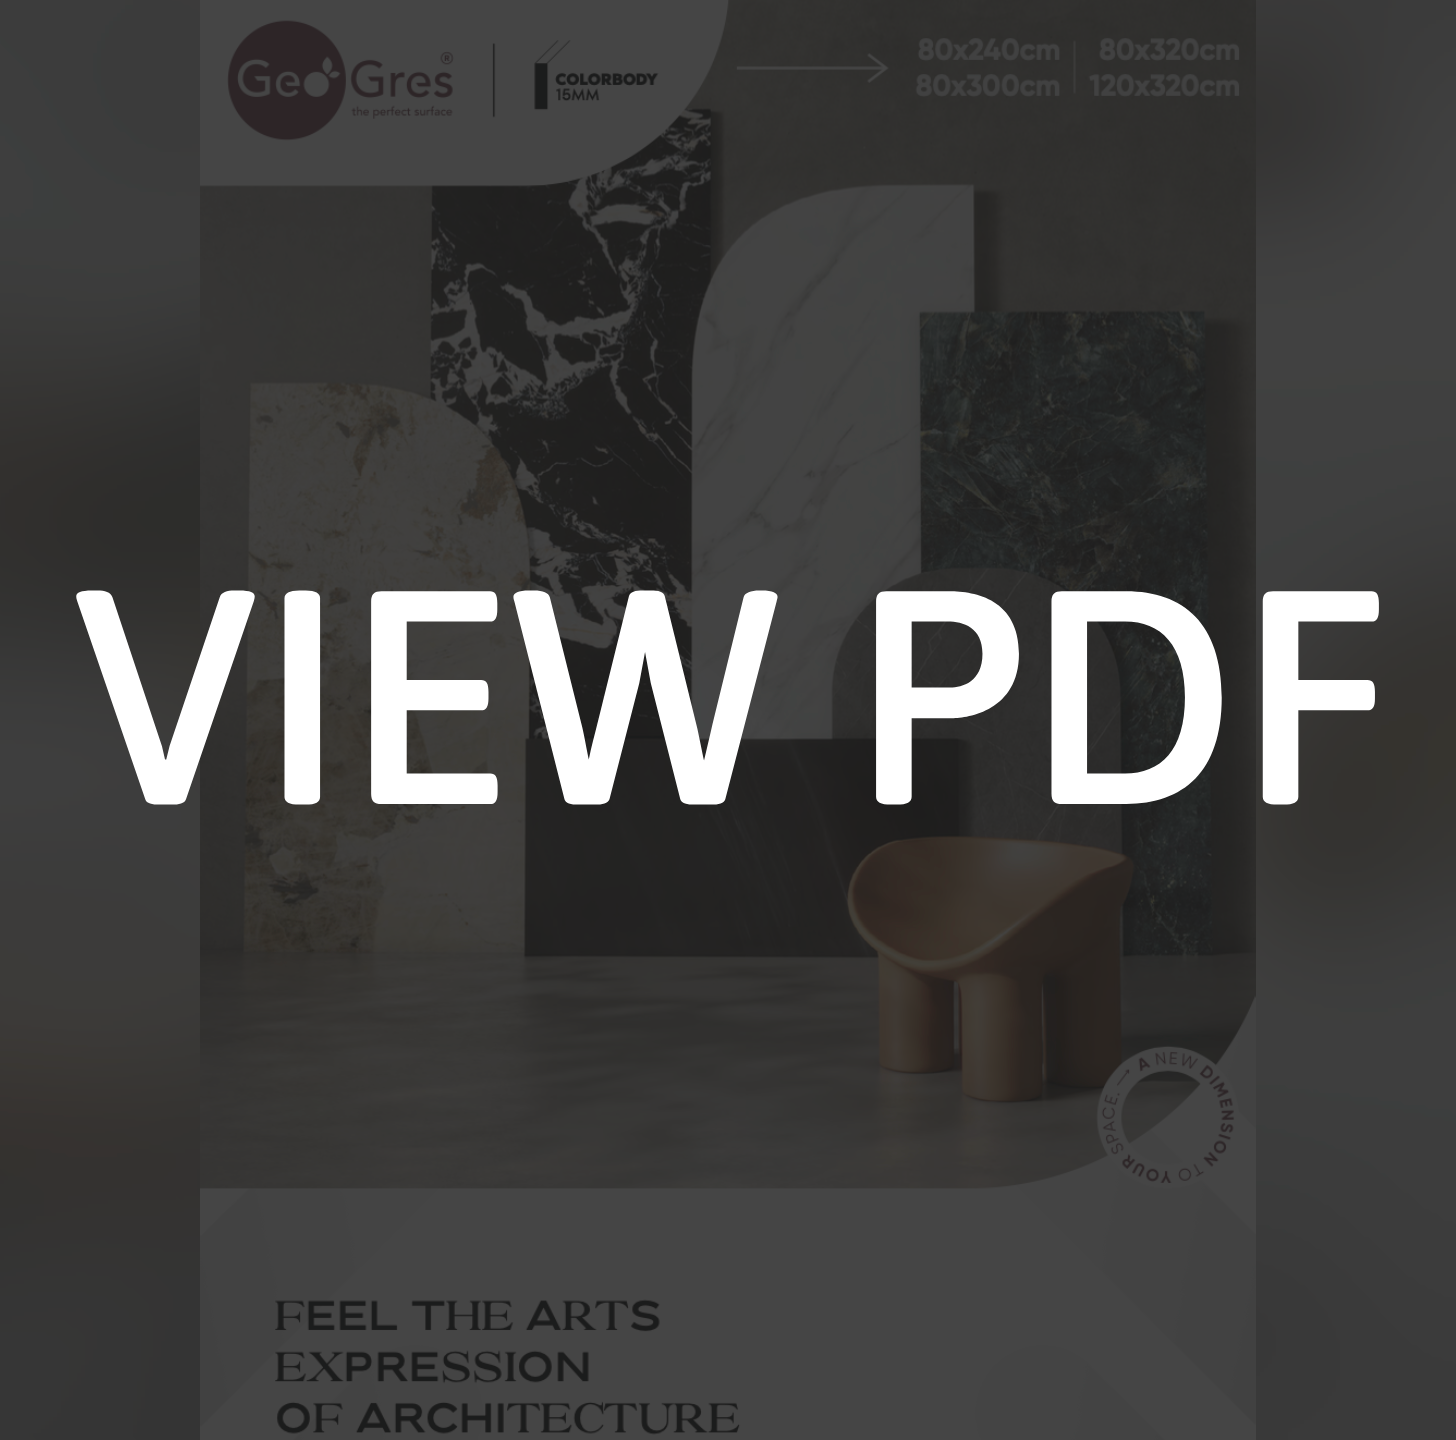 GeoGres®
the perfect surface
COLORBODY
15MM
80x240cm
80x300cm
80x320cm
120x320cm
VIEW PDF
A NEW DIMENSION TO YOUR SPACE.
FEEL THE ARTS
EXPRESSION
OF ARCHITECTURE